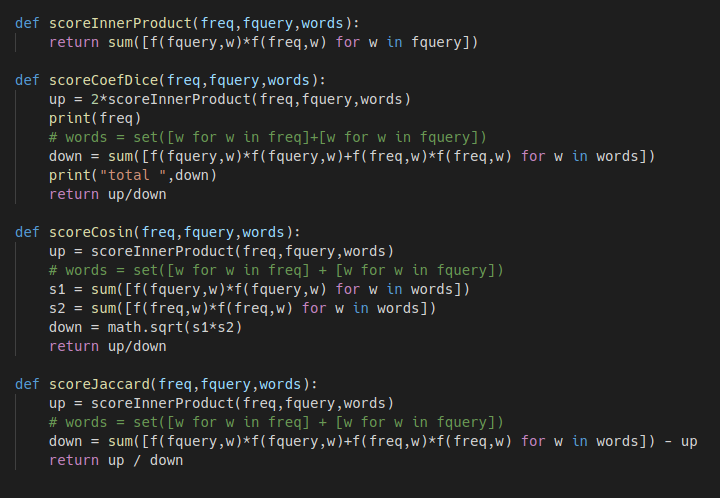 def scoreInnerProduct(freq,fquery,words):
    return sum([f(fquery,w)*f(freq,w) for w in fquery])

def scoreCoefDice(freq,fquery,words):
    up = 2*scoreInnerProduct(freq,fquery,words)
    print(freq)
    # words = set([w for w in freq]+[w for w in fquery])
    down = sum([f(fquery,w)*f(fquery,w)+f(freq,w)*f(freq,w) for w in words])
    print("total ",down)
    return up/down

def scoreCosin(freq,fquery,words):
    up = scoreInnerProduct(freq,fquery,words)
    # words = set([w for w in freq] + [w for w in fquery])
    s1 = sum([f(fquery,w)*f(fquery,w) for w in words])
    s2 = sum([f(freq,w)*f(freq,w) for w in words])
    down = math.sqrt(s1*s2)
    return up/down

def scoreJaccard(freq,fquery,words):
    up = scoreInnerProduct(freq,fquery,words)
    # words = set([w for w in freq] + [w for w in fquery])
    down = sum([f(fquery,w)*f(fquery,w)+f(freq,w)*f(freq,w) for w in words]) - up
    return up / down